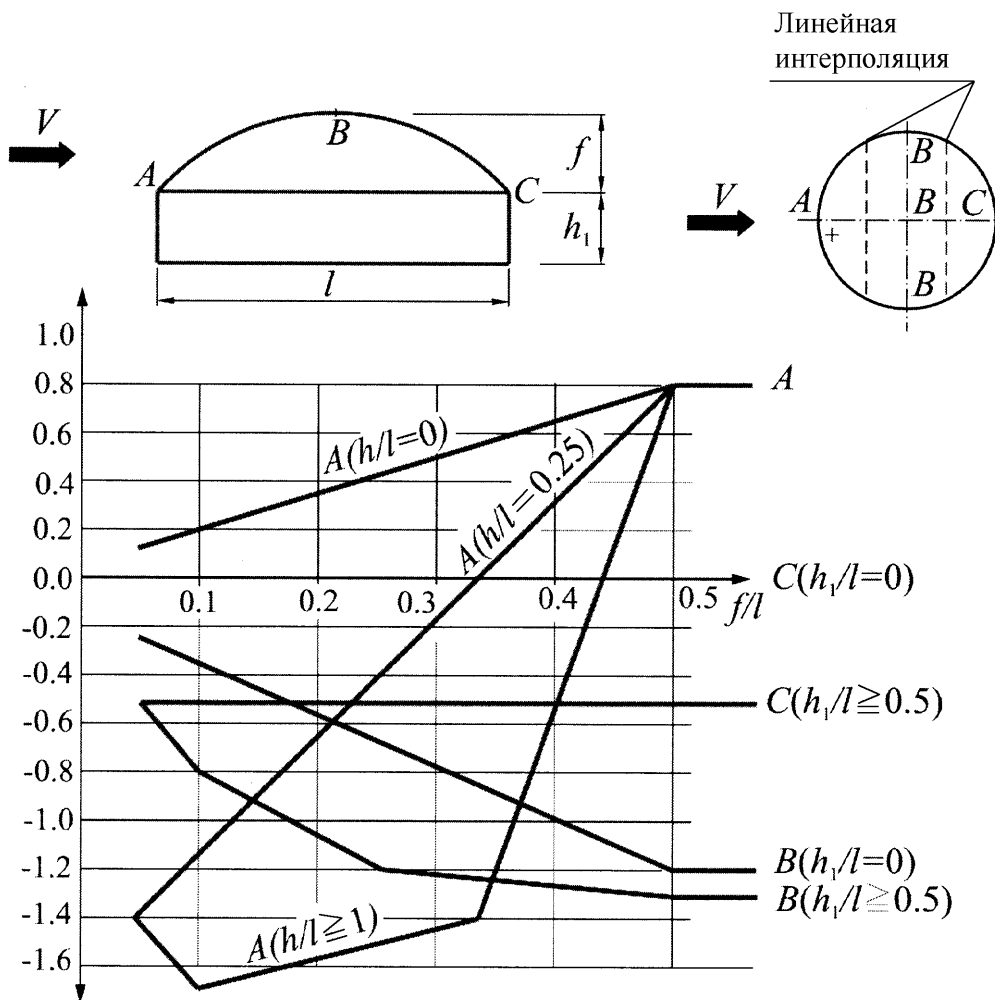 Линейная
интерполяция
V
B
f
A
C
h₁
l
V
A
B
B
C
+
B
1.0
0.8
0.6
0.4
0.2
0.0
-0.2
-0.4
-0.6
-0.8
-1.0
-1.2
-1.4
-1.6
0.1
0.2
0.3
0.4
0.5
f/l
A(h/l=0)
A(h/l=0.25)
A(h/l≧1)
A
C(h₁/l=0)
C(h₁/l≧0.5)
B(h₁/l=0)
B(h₁/l≧0.5)